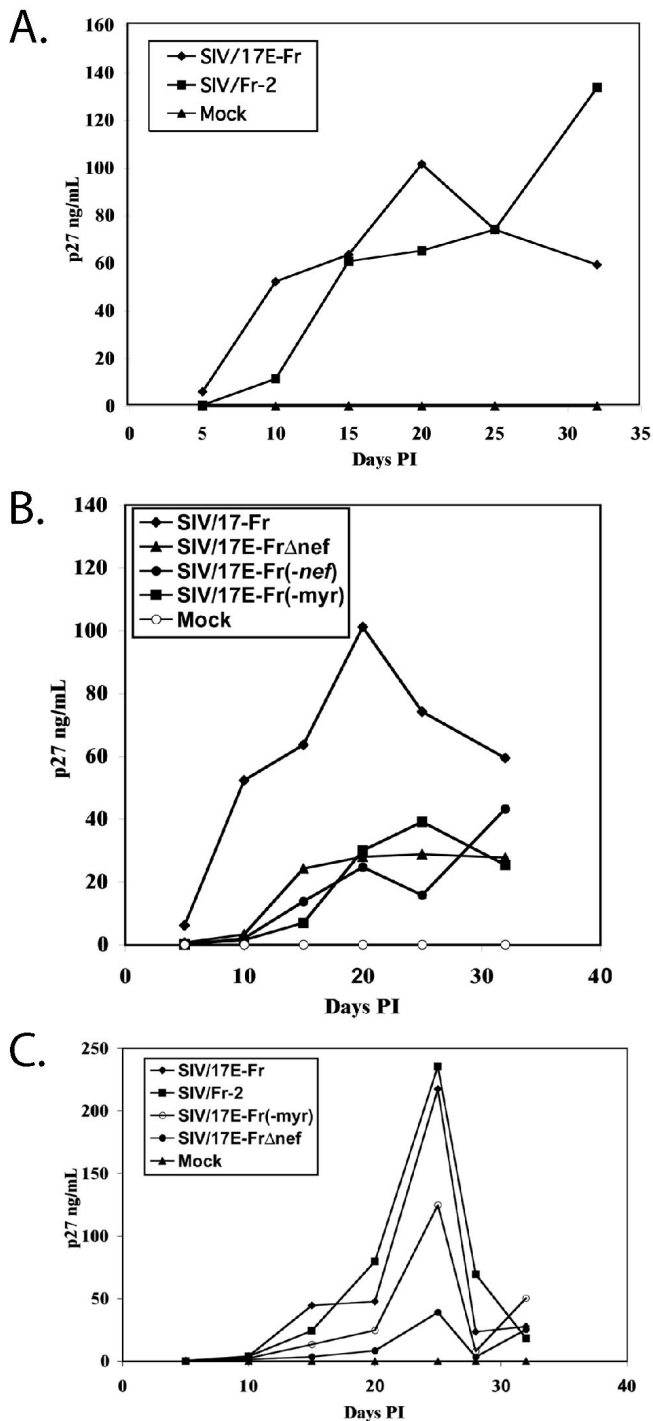 A.
160
140
120
100
80
60
40
20
0
p27 ng/mL
SIV/17E-Fr
SIV/Fr-2
Mock
0 5 10 15 20 25 30 35
Days PI
B.
140
120
100
80
60
40
20
0
p27 ng/mL
SIV/17-Fr
SIV/17E-FrΔnef
SIV/17E-Fr(-nef)
SIV/17E-Fr(-myr)
Mock
0 10 20 30 40
Days PI
C.
250
200
150
100
50
0
p27 ng/mL
SIV/17E-Fr
SIV/Fr-2
SIV/17E-Fr(-myr)
SIV/17E-FrΔnef
Mock
0 10 20 30 40
Days PI